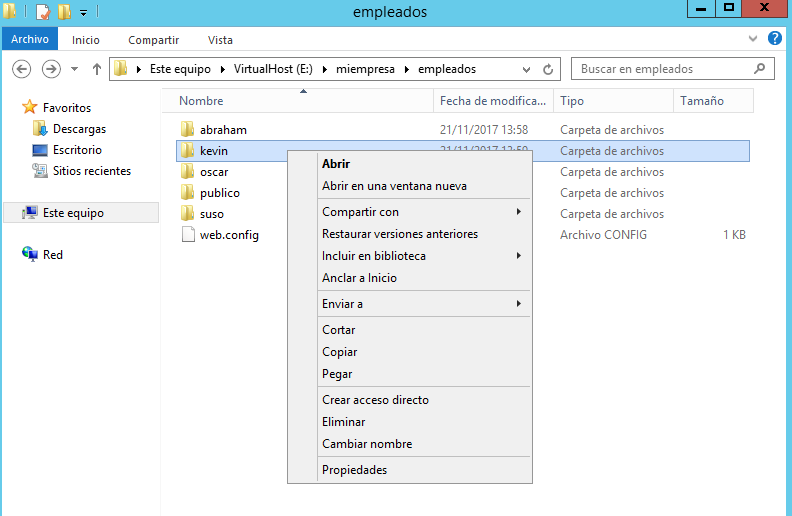 empleados
Archivo Inicio Compartir Vista
Este equipo VirtualHost (E:) miempresa empleados Buscar en empleados
Nombre Fecha de modifica... Tipo Tamaño
Favoritos
Descargas
Escritorio
Sitios recientes
Este equipo
Red
abraham 21/11/2017 13:58 Carpeta de archivos
kevin 21/11/2017 Carpeta de archivos
oscar Carpeta de archivos
publico Carpeta de archivos
suso Carpeta de archivos
web.config Archivo CONFIG 1 KB
Abrir
Abrir en una ventana nueva
Compartir con
Restaurar versiones anteriores
Incluir en biblioteca
Anclar a Inicio
Enviar a
Cortar
Copiar
Pegar
Crear acceso directo
Eliminar
Cambiar nombre
Propiedades